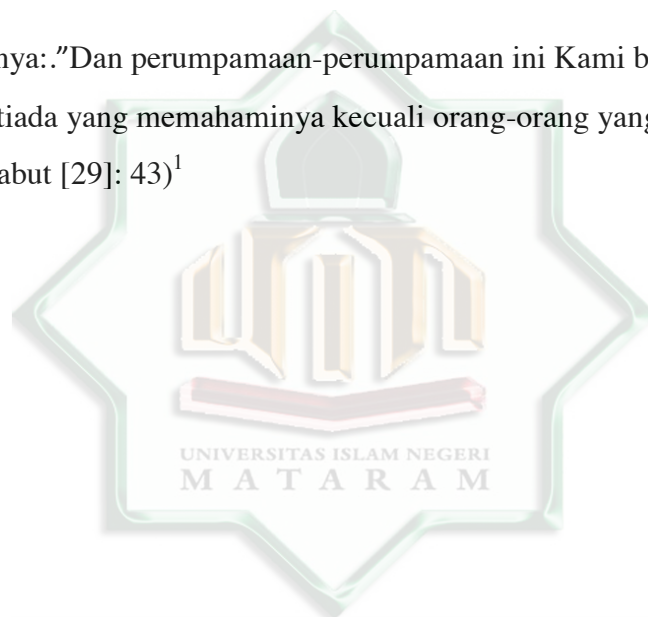 nya:."Dan perumpamaan-perumpamaan ini Kami b
tiada yang memahaminya kecuali orang-orang yang
abut [29]: 43)1
UNIVERSITAS ISLAM NEGERI
MATARAM